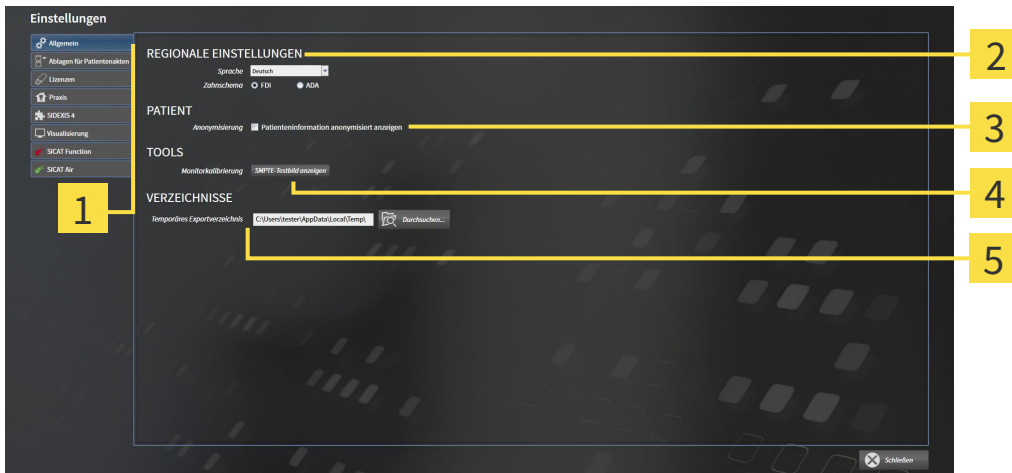 Einstellungen
Allgemein
Ablagen für Patientenakten
Lizenzen
Praxis
SIDEXIS 4
Visualisierung
SICAT Function
SICAT Air
REGIONALE EINSTELLUNGEN
Sprache Deutsch
Zahnschema FDI ADA
PATIENT
Anonymisierung Patienteninformation anonymisiert anzeigen
TOOLS
Monitorkalibrierung SMPTE-Testbild anzeigen
VERZEICHNISSE
Temporäres Exportverzeichnis C:\Users\tester\AppData\Local\Temp\ Durchsuchen...
1
2
3
4
5
Schließen